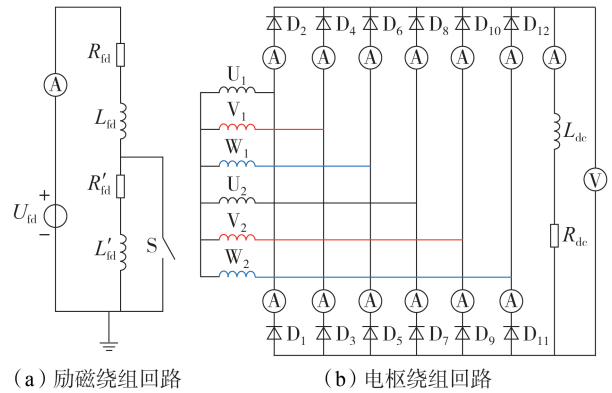 A
R_fd
L_fd
R′_fd
L′_fd
U_fd
+
−
S
(a) 励磁绕组回路
D2 D4 D6 D8 D10 D12
A A A A A A A
U1
V1
W1
U2
V2
W2
L_dc
V
R_dc
A A A A A A
D1 D3 D5 D7 D9 D11
(b) 电枢绕组回路